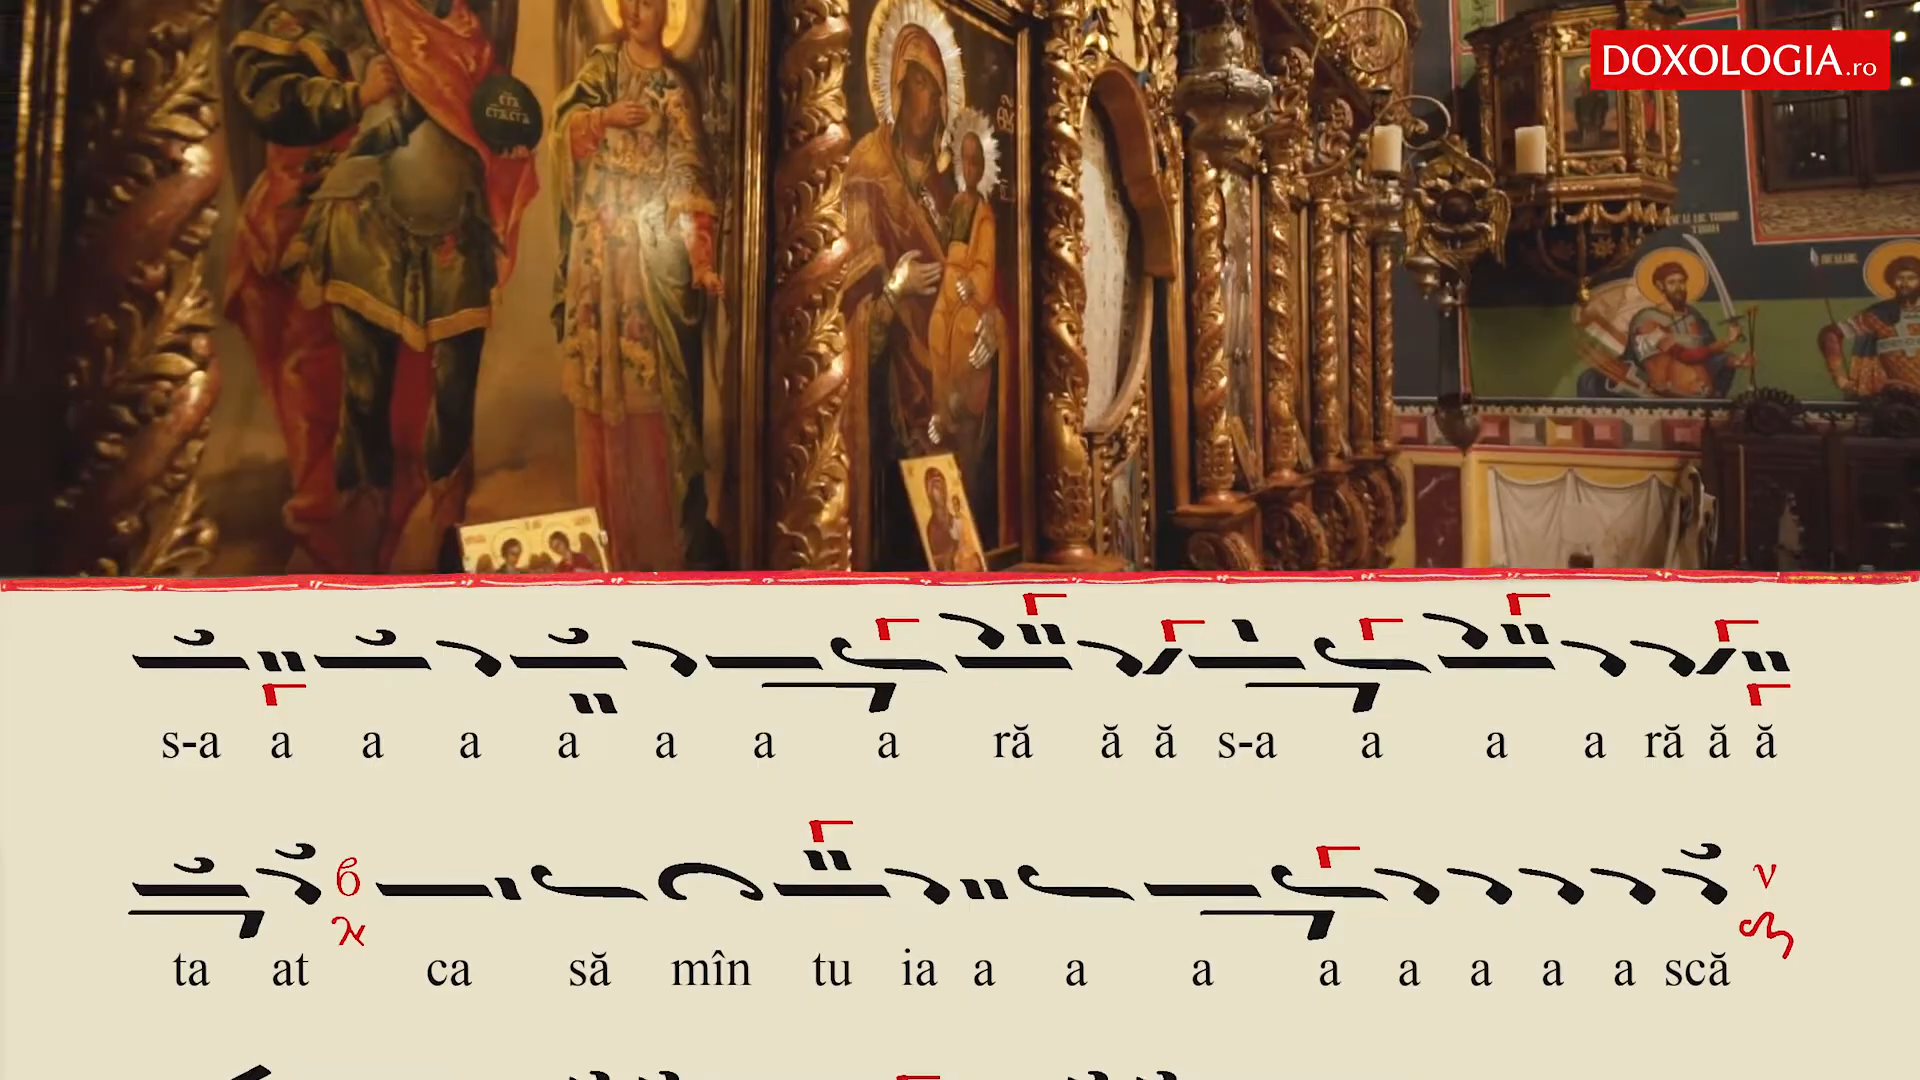 DOXOLOGIA.ro
s-a a a a a a a a ră ă ă s-a a a a ră ă ă
ta at ca să mîn tu ia a a a a a a a a scă